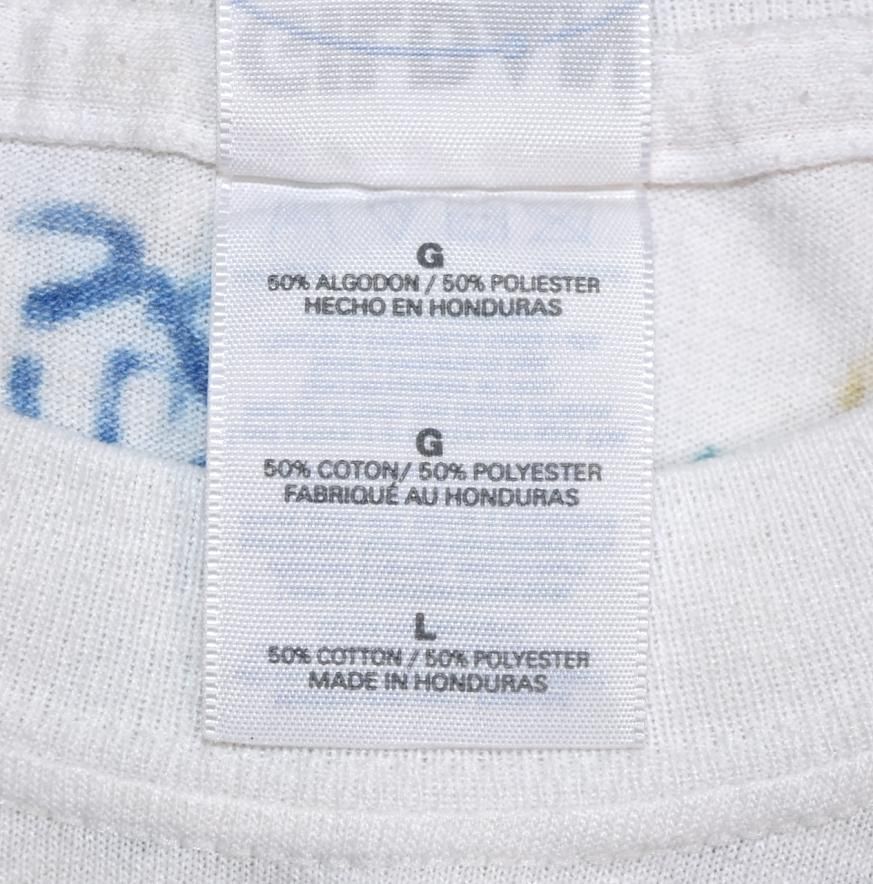 G
50% ALGODON / 50% POLIESTER
HECHO EN HONDURAS
G
50% COTON/ 50% POLYESTER
FABRIQUÉ AU HONDURAS
L
50% COTTON / 50% POLYESTER
MADE IN HONDURAS